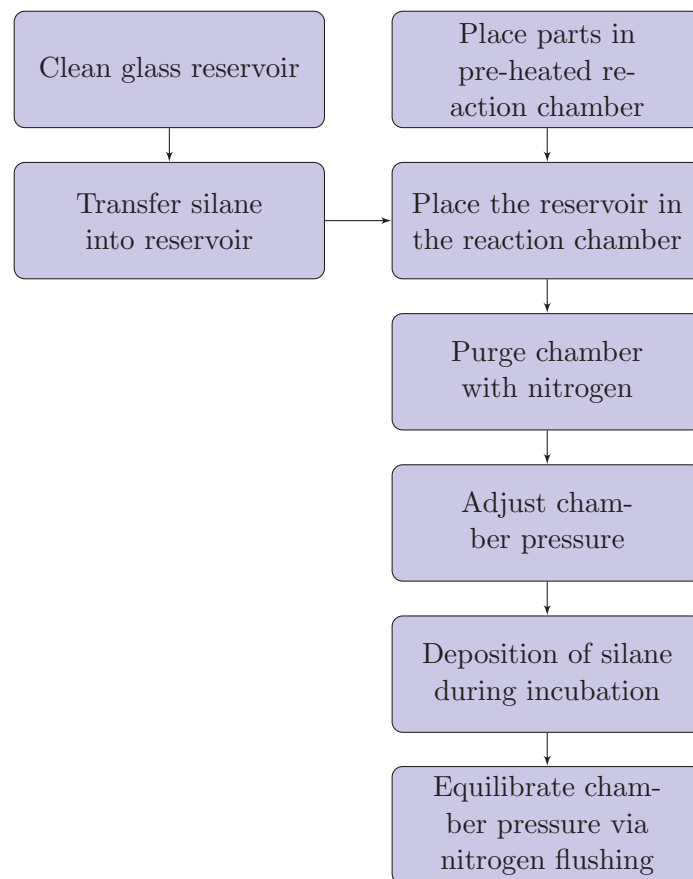 Clean glass reservoir
Place parts in
pre-heated re-
action chamber
Transfer silane
into reservoir
Place the reservoir in
the reaction chamber
Purge chamber
with nitrogen
Adjust cham-
ber pressure
Deposition of silane
during incubation
Equilibrate cham-
ber pressure via
nitrogen flushing